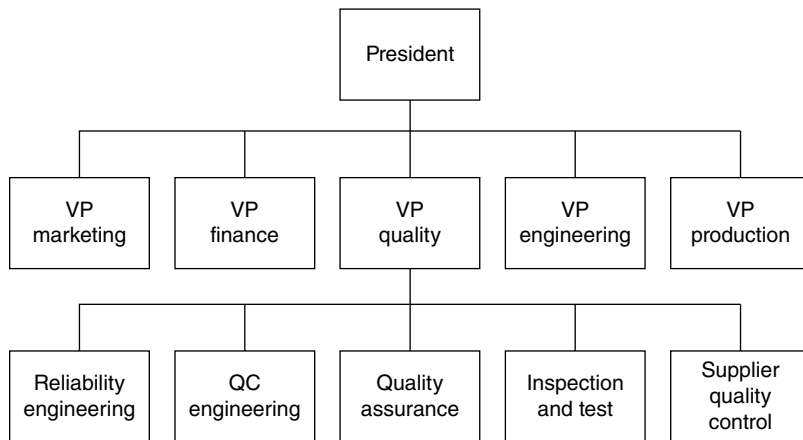 President
VP
marketing
VP
finance
VP
quality
VP
engineering
VP
production
Reliability
engineering
QC
engineering
Quality
assurance
Inspection
and test
Supplier
quality
control